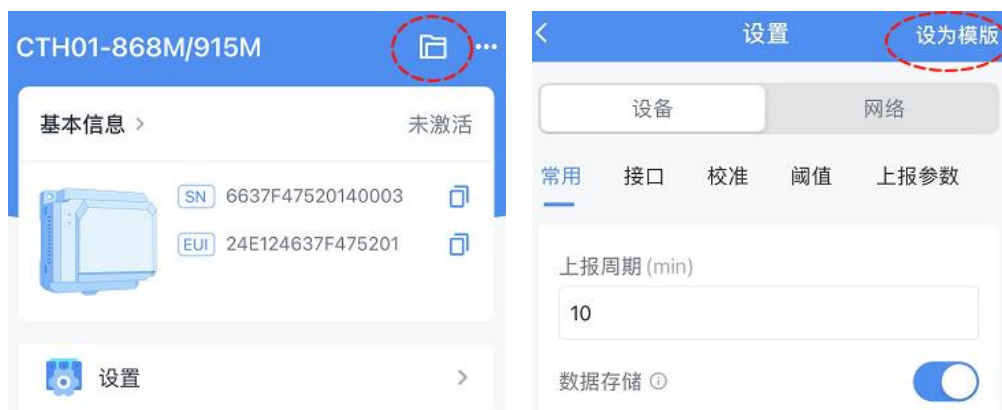 CTH01-868M/915M
基本信息 >
未激活
SN 6637F47520140003
EUI 24E124637F475201
设置
设置
设为模版
设备
网络
常用 接口 校准 阈值 上报参数
上报周期 (min)
10
数据存储